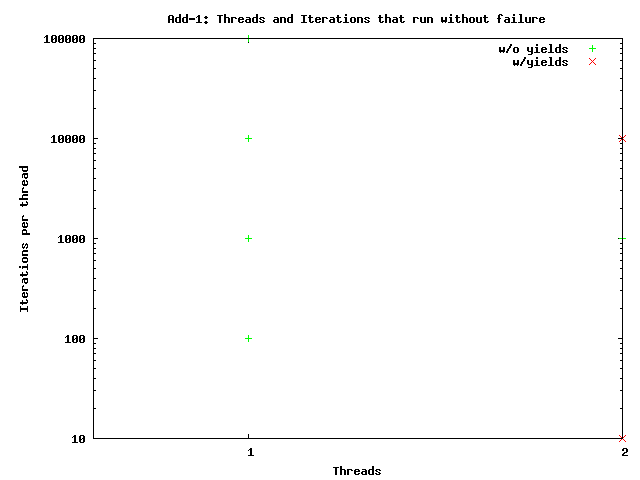 Add-1: Threads and Iterations that run without failure
100000
w/o yields
w/yields
10000
Iterations per thread
1000
100
10
1
2
Threads